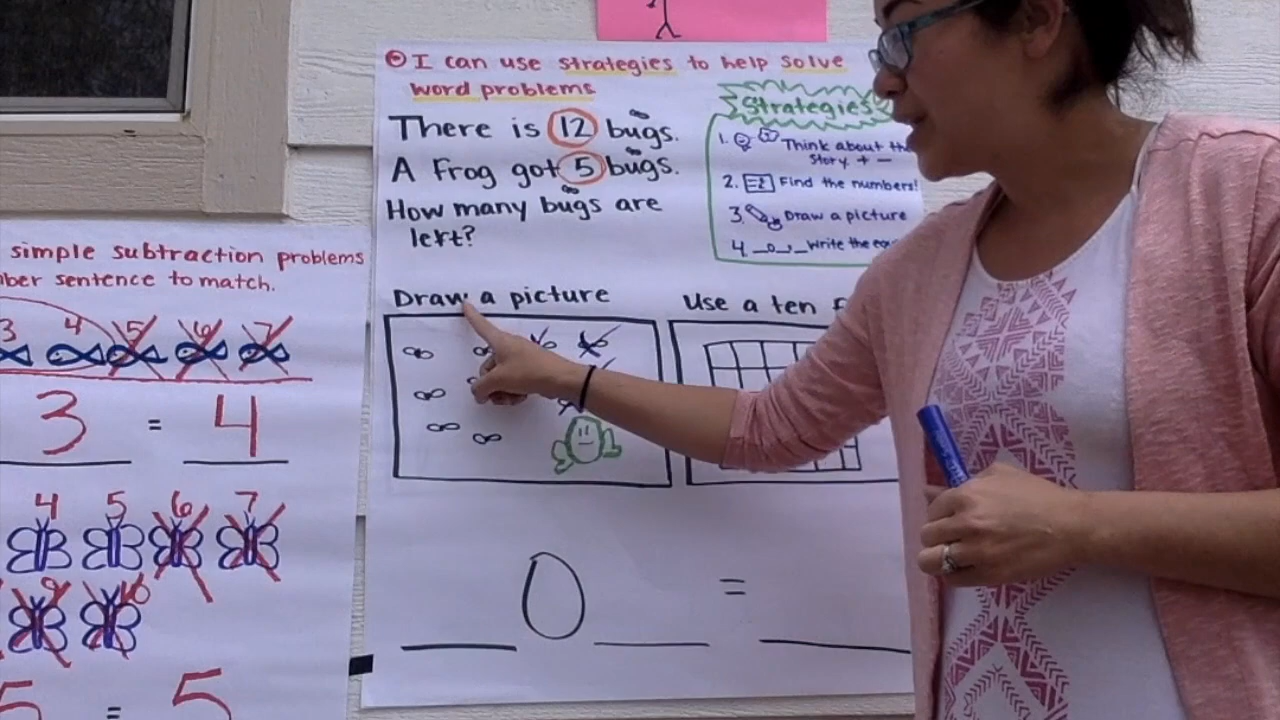 I can use strategies to help solve
word problems
There is 12 bugs.
A Frog got 5 bugs.
How many bugs are
left?
Strategies
1. Think about
Story + -
2. Find the numbers!
3. Draw a picture
4. Write the
Draw a picture
Use a ten
=
simple subtraction problems
sentence to match.
3 4 5 6 7
3 = 4
4 5 6 7
9 10
5 = 5